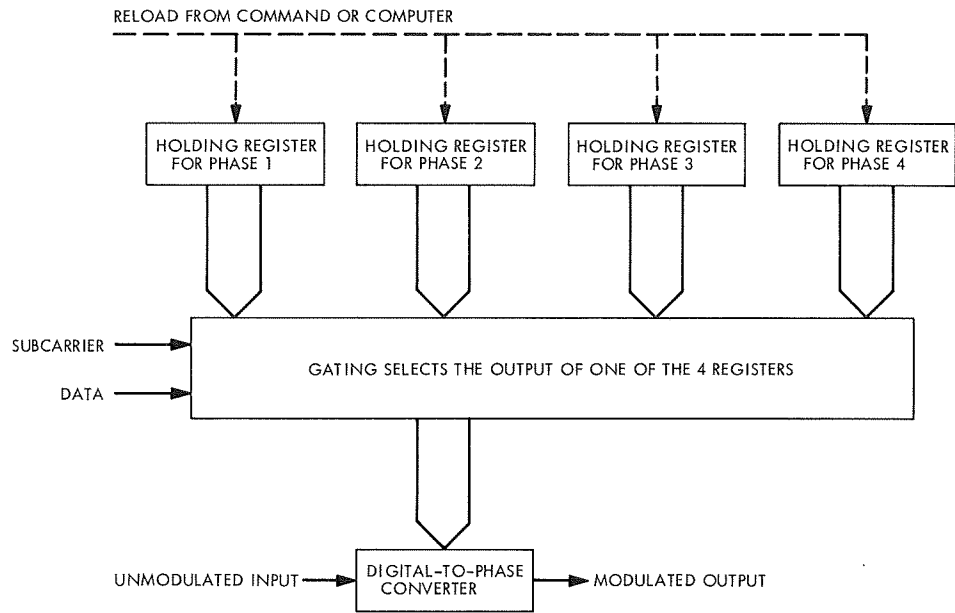 RELOAD FROM COMMAND OR COMPUTER
HOLDING REGISTER
FOR PHASE 1
HOLDING REGISTER
FOR PHASE 2
HOLDING REGISTER
FOR PHASE 3
HOLDING REGISTER
FOR PHASE 4
SUBCARRIER
GATING SELECTS THE OUTPUT OF ONE OF THE 4 REGISTERS
DATA
UNMODULATED INPUT
DIGITAL-TO-PHASE
CONVERTER
MODULATED OUTPUT